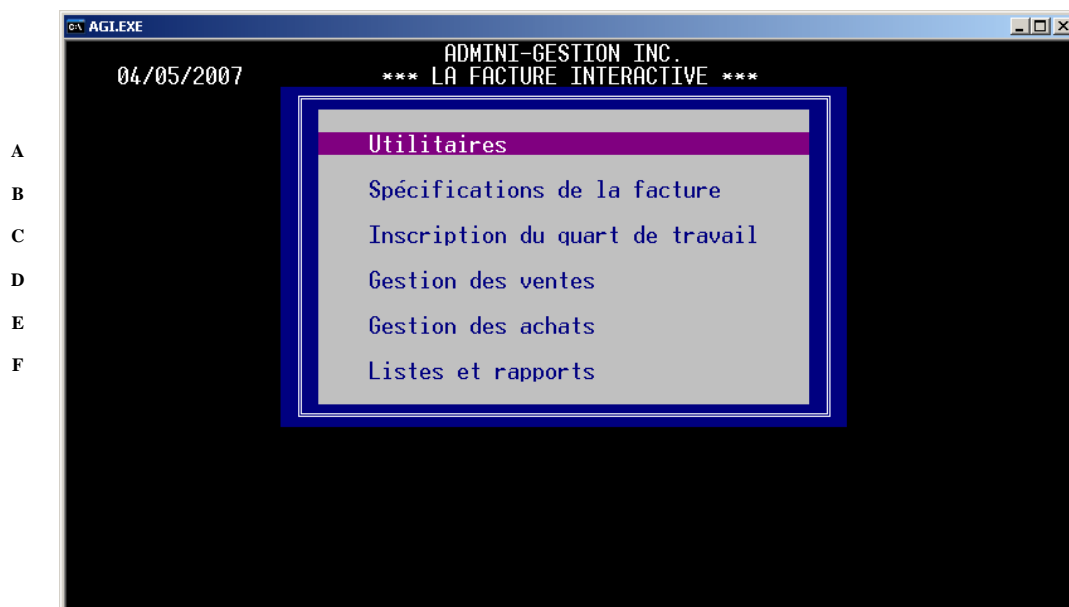 AGI.EXE
ADMINI-GESTION INC.
04/05/2007 *** LA FACTURE INTERACTIVE ***
A Utilitaires
B Spécifications de la facture
C Inscription du quart de travail
D Gestion des ventes
E Gestion des achats
F Listes et rapports